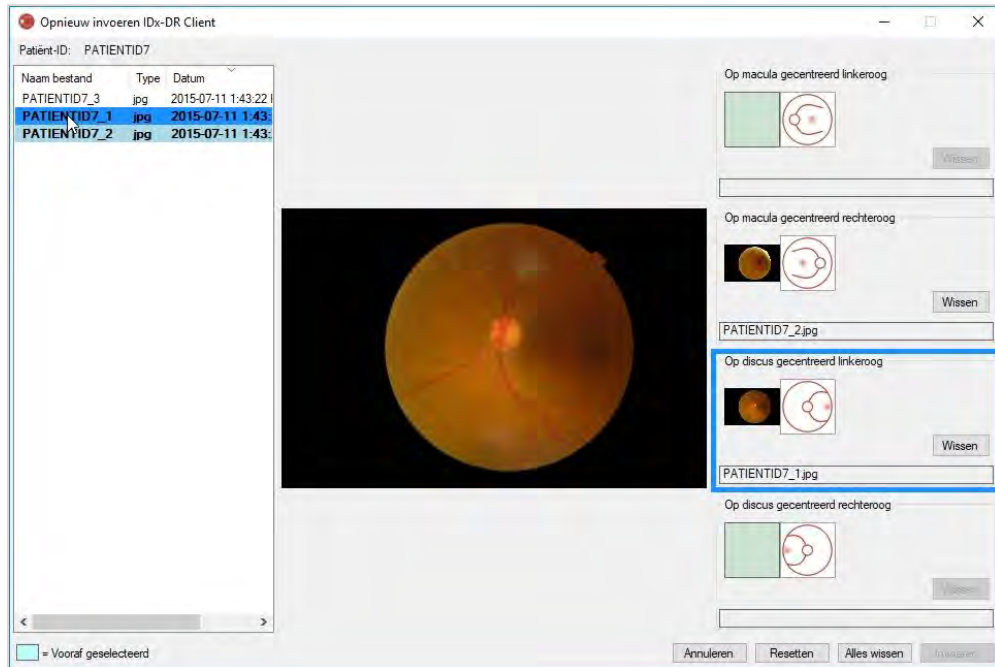 Opnieuw invoeren IDx-DR Client
Patiënt-ID: PATIENTID7
Naam bestand Type Datum
PATIENTID7_3 jpg 2015-07-11 1:43:22
PATIENTID7_1 jpg 2015-07-11 1:43:
PATIENTID7_2 jpg 2015-07-11 1:43:
Op macula gecentreerd linkeroog
Wissen
Op macula gecentreerd rechteroog
Wissen
PATIENTID7_2.jpg
Op discus gecentreerd linkeroog
Wissen
PATIENTID7_1.jpg
Op discus gecentreerd rechteroog
Wissen
= Vooraf geselecteerd
Annuleren Resetten Alles wissen Invoeren